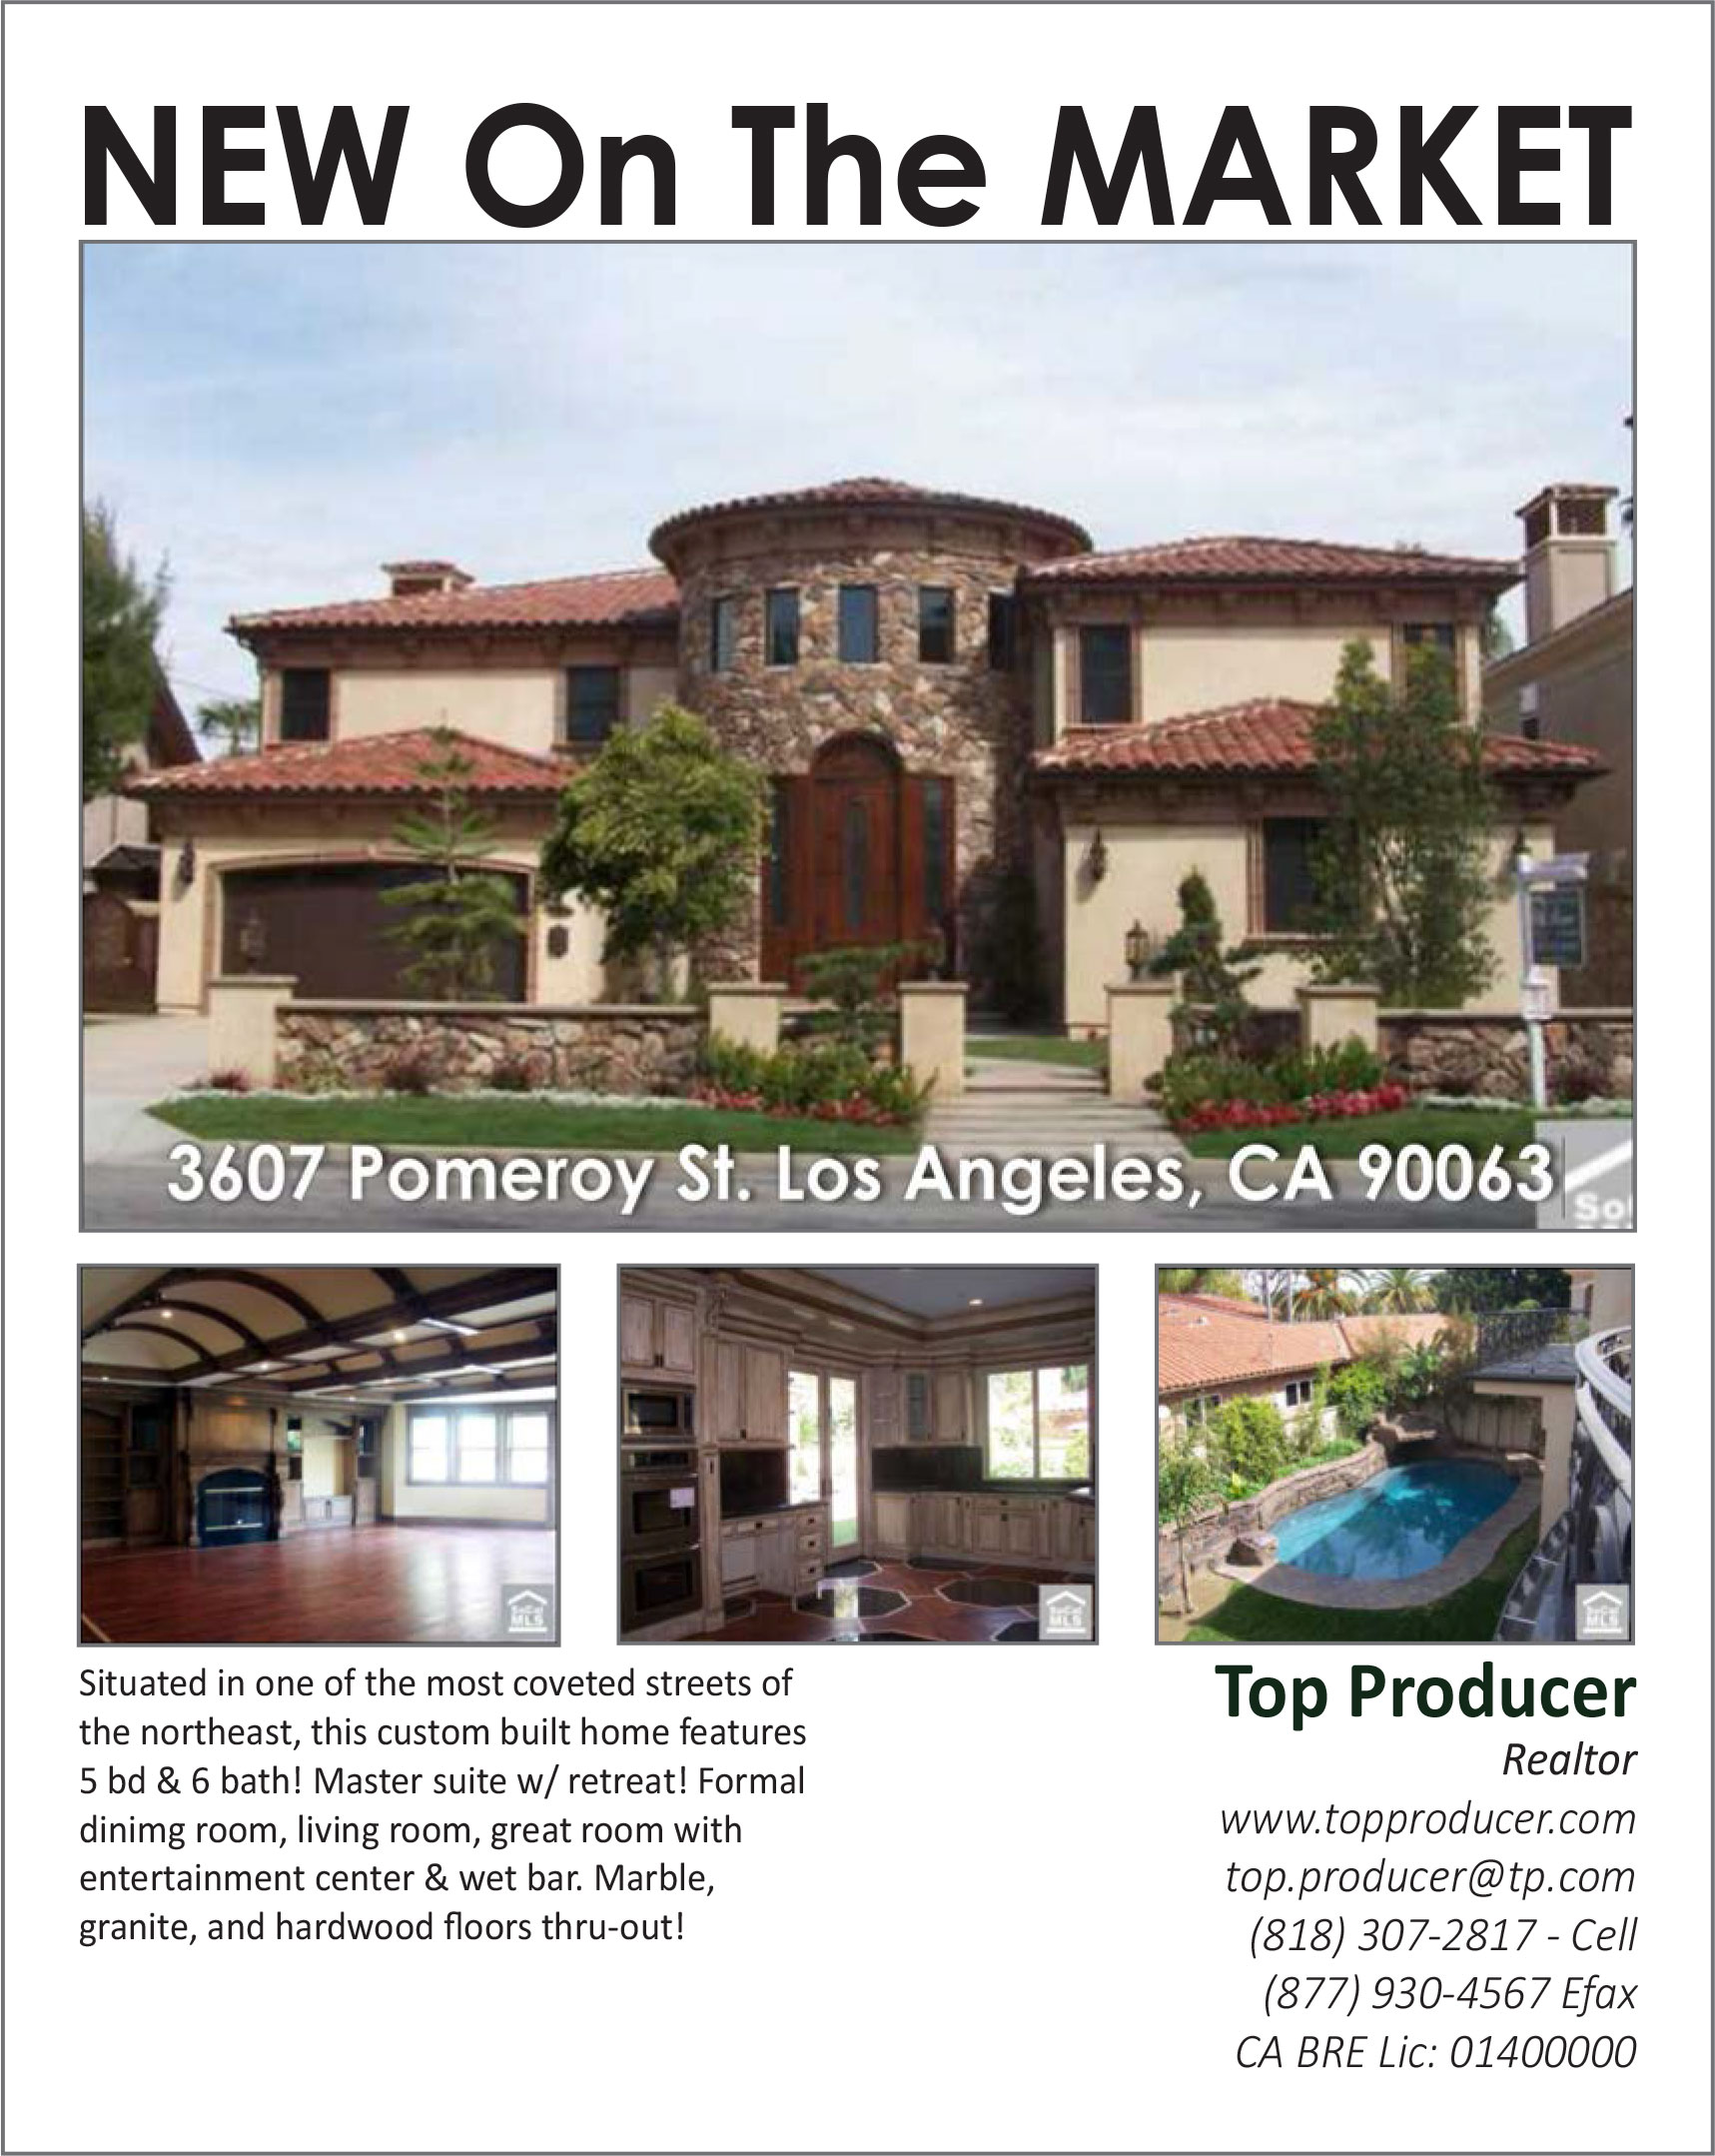 NEW On The MARKET
3607 Pomeroy St. Los Angeles, CA 90063
MLS
MLS
MLS
Situated in one of the most coveted streets of
the northeast, this custom built home features
5 bd & 6 bath! Master suite w/ retreat! Formal
dinimg room, living room, great room with
entertainment center & wet bar. Marble,
granite, and hardwood floors thru-out!
Top Producer
Realtor
www.topproducer.com
top.producer@tp.com
(818) 307-2817 - Cell
(877) 930-4567 Efax
CA BRE Lic: 01400000